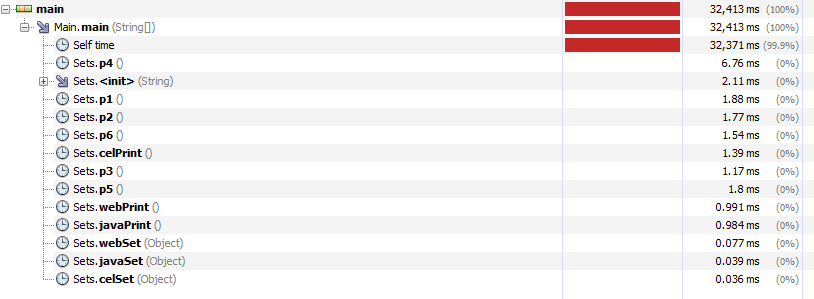 main 32,413 ms (100%)
Main.main (String[]) 32,413 ms (100%)
Self time 32,371 ms (99.9%)
Sets.p4 () 6.76 ms (0%)
Sets.<init> (String) 2.11 ms (0%)
Sets.p1 () 1.88 ms (0%)
Sets.p2 () 1.77 ms (0%)
Sets.p6 () 1.54 ms (0%)
Sets.celPrint () 1.39 ms (0%)
Sets.p3 () 1.17 ms (0%)
Sets.p5 () 1.8 ms (0%)
Sets.webPrint () 0.991 ms (0%)
Sets.javaPrint () 0.984 ms (0%)
Sets.webSet (Object) 0.077 ms (0%)
Sets.javaSet (Object) 0.039 ms (0%)
Sets.celSet (Object) 0.036 ms (0%)